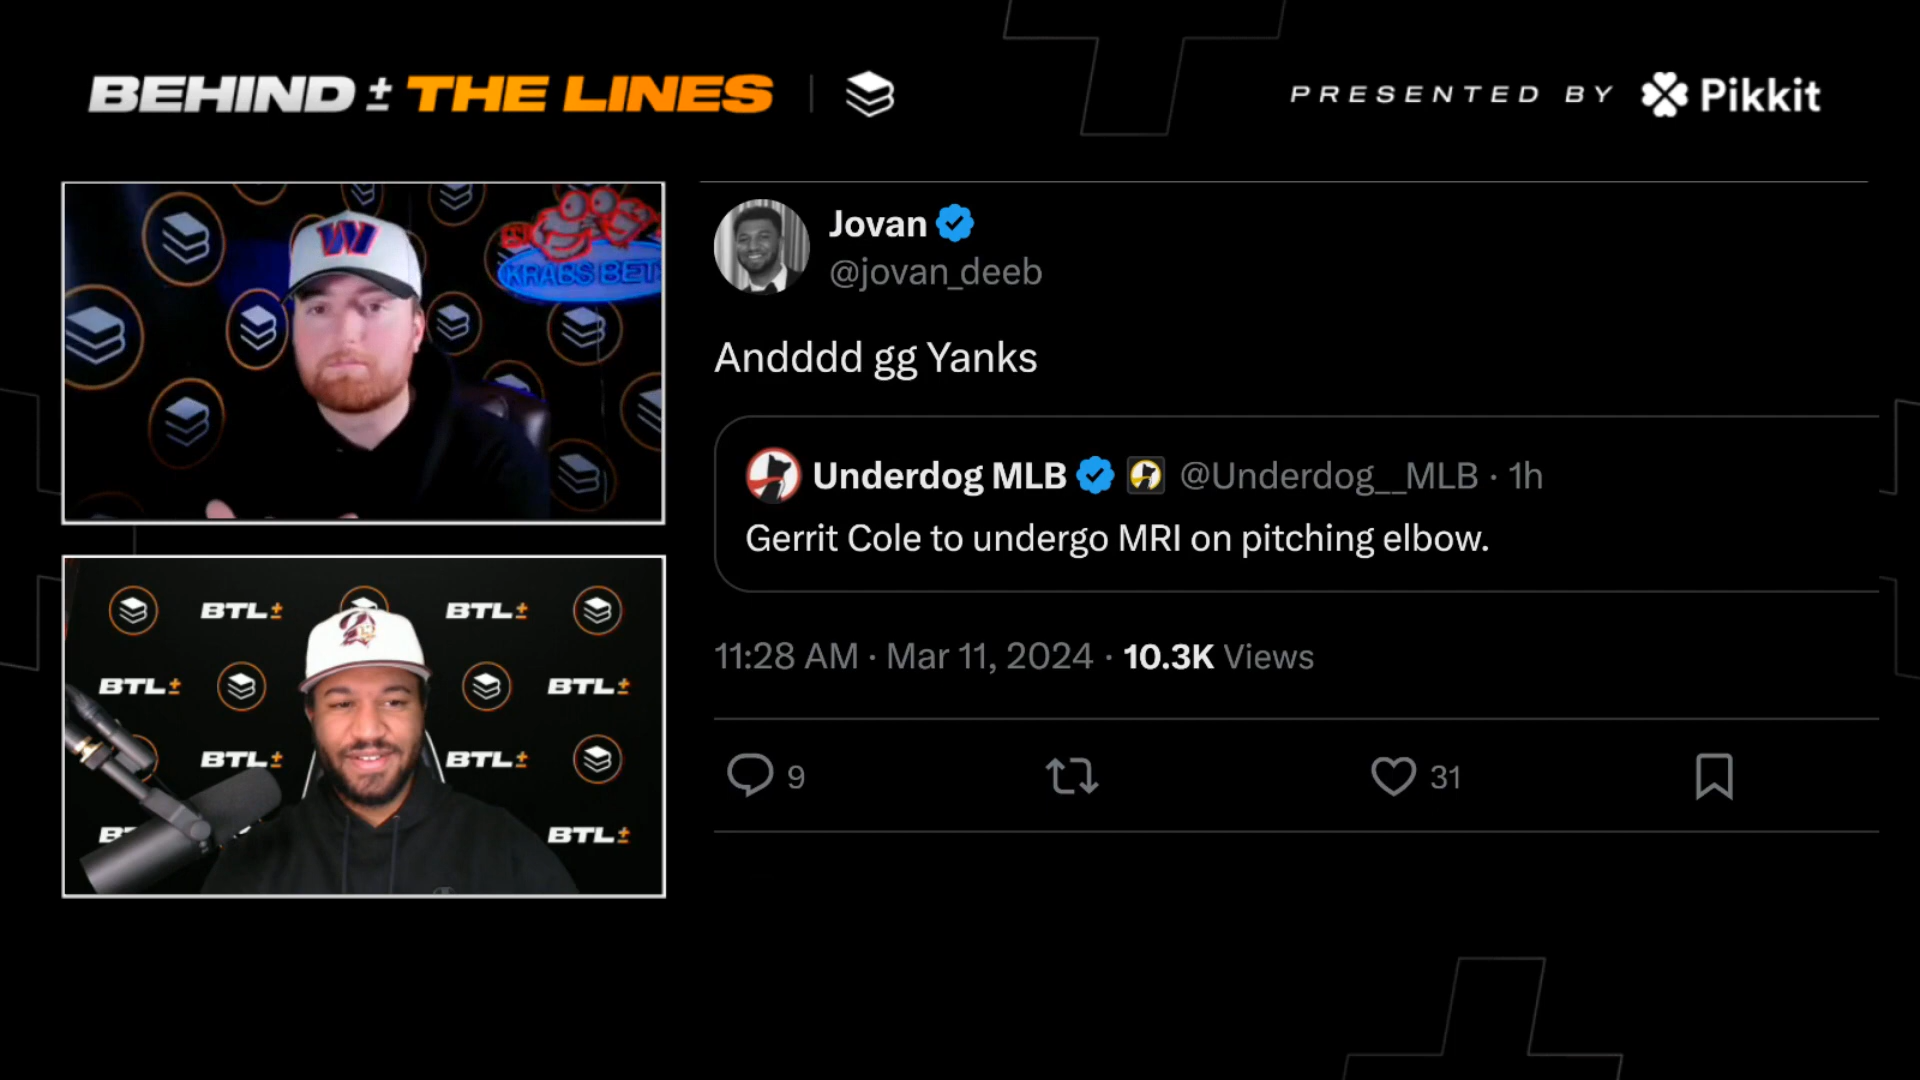 BEHIND ± THE LINES
PRESENTED BY Pikkit
KRABS BET
Jovan
@jovan_deeb
Andddd gg Yanks
Underdog MLB @Underdog__MLB · 1h
Gerrit Cole to undergo MRI on pitching elbow.
11:28 AM · Mar 11, 2024 · 10.3K Views
9
31
W
BTL± BTL±
BTL± BTL±
BTL± BTL±
BTL±